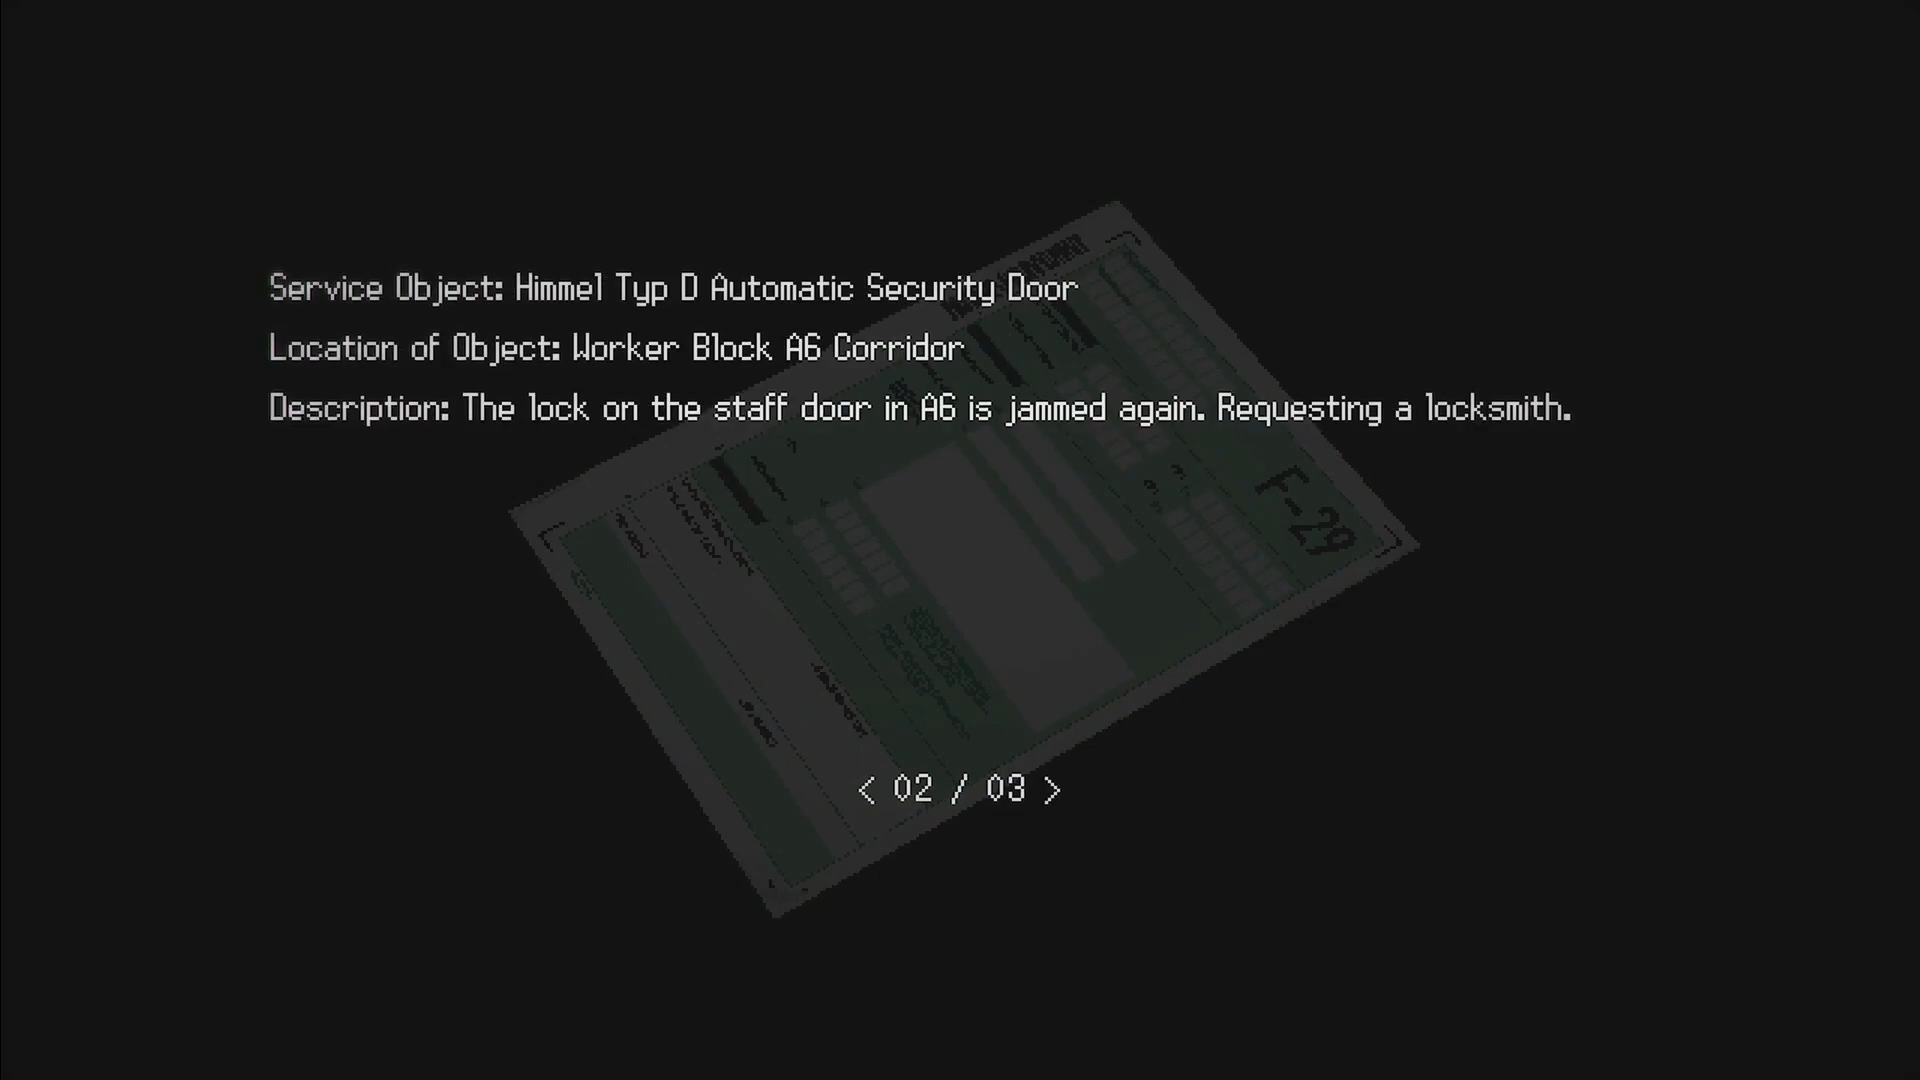 Service Object: Himmel Typ D Automatic Security Door
Location of Object: Worker Block A6 Corridor
Description: The lock on the staff door in A6 is jammed again. Requesting a locksmith.
F-29
< 02 / 03 >